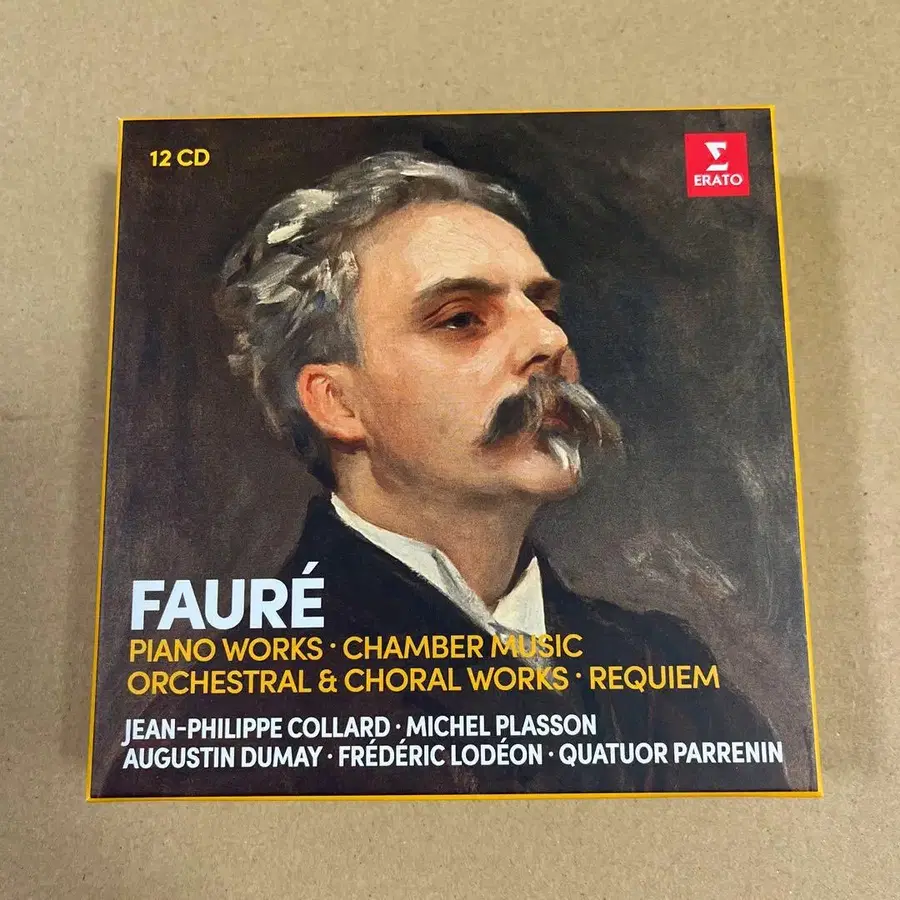 12 CD
ERATO
FAURÉ
PIANO WORKS · CHAMBER MUSIC
ORCHESTRAL & CHORAL WORKS · REQUIEM
JEAN-PHILIPPE COLLARD · MICHEL PLASSON
AUGUSTIN DUMAY · FRÉDÉRIC LODÉON · QUATUOR PARRENIN